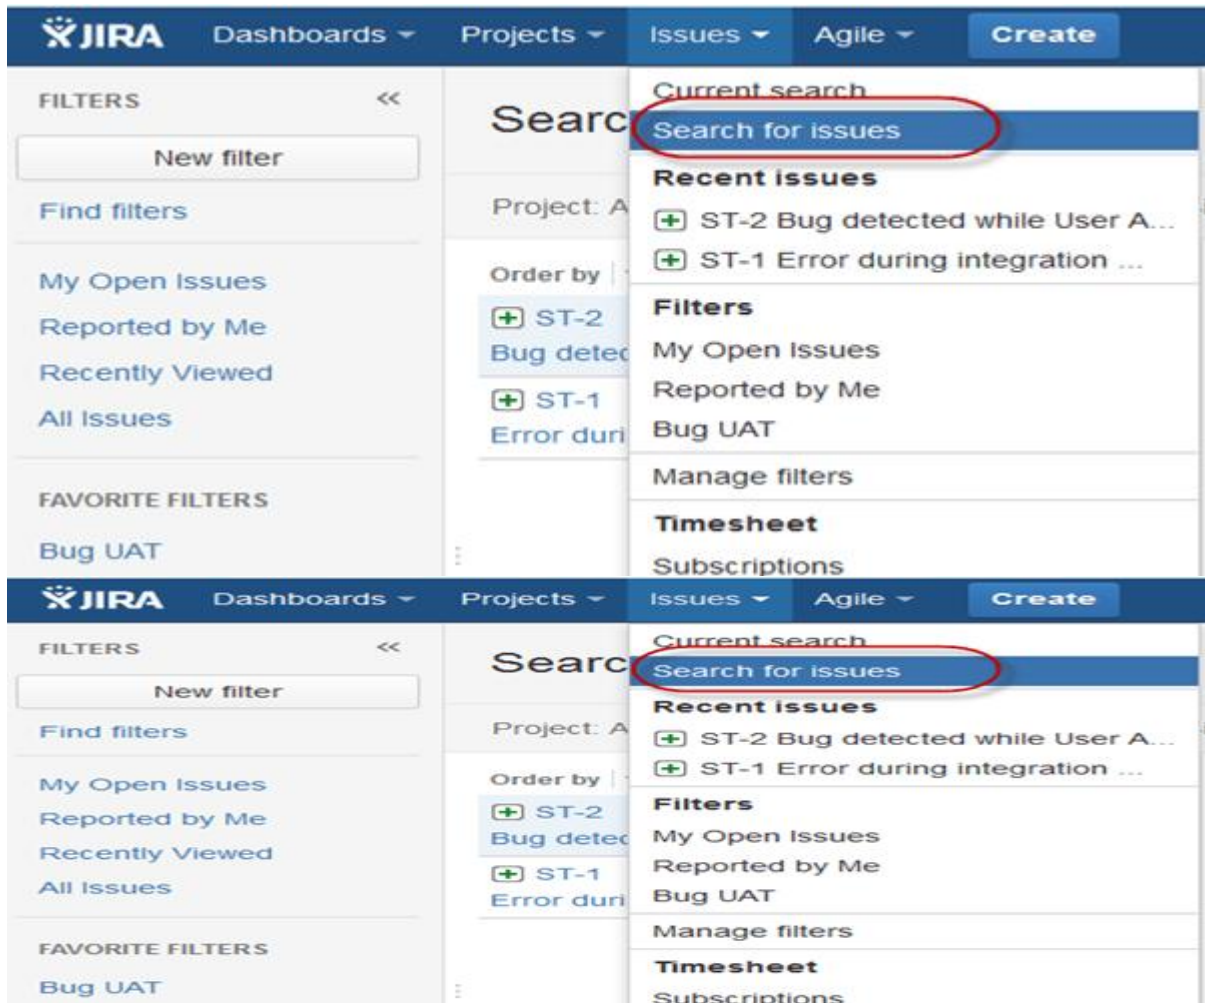 JIRA Dashboards Projects Issues Agile Create
FILTERS
New filter
Find filters
My Open Issues
Reported by Me
Recently Viewed
All Issues
FAVORITE FILTERS
Bug UAT
Searc
Project: A
Order by
ST-2
Bug detec
ST-1
Error duri
Current search
Search for issues
Recent issues
ST-2 Bug detected while User A...
ST-1 Error during integration ...
Filters
My Open Issues
Reported by Me
Bug UAT
Manage filters
Timesheet
Subscriptions
JIRA Dashboards Projects Issues Agile Create
FILTERS
New filter
Find filters
My Open Issues
Reported by Me
Recently Viewed
All Issues
FAVORITE FILTERS
Bug UAT
Searc
Project: A
Order by
ST-2
Bug detec
ST-1
Error duri
Current search
Search for issues
Recent issues
ST-2 Bug detected while User A...
ST-1 Error during integration ...
Filters
My Open Issues
Reported by Me
Bug UAT
Manage filters
Timesheet
Subscriptions